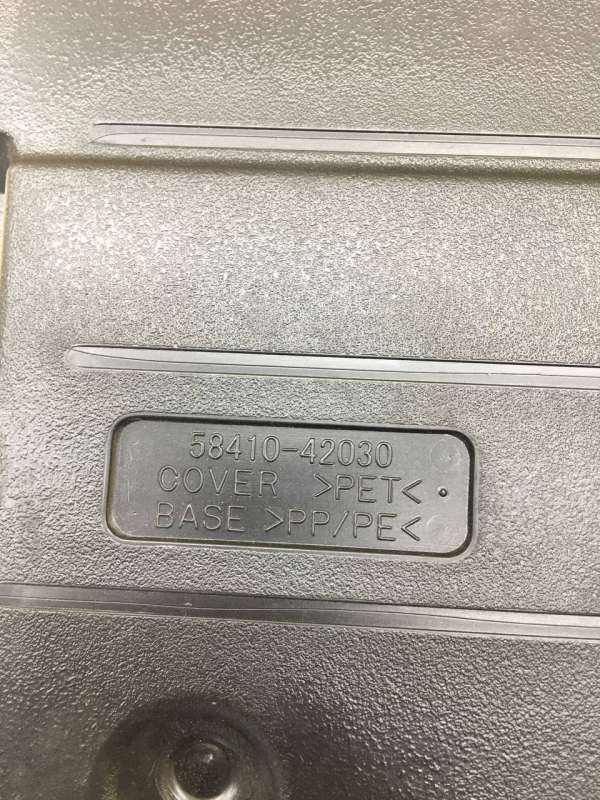 58410-42030
COVER >PET<
BASE >PP/PE<